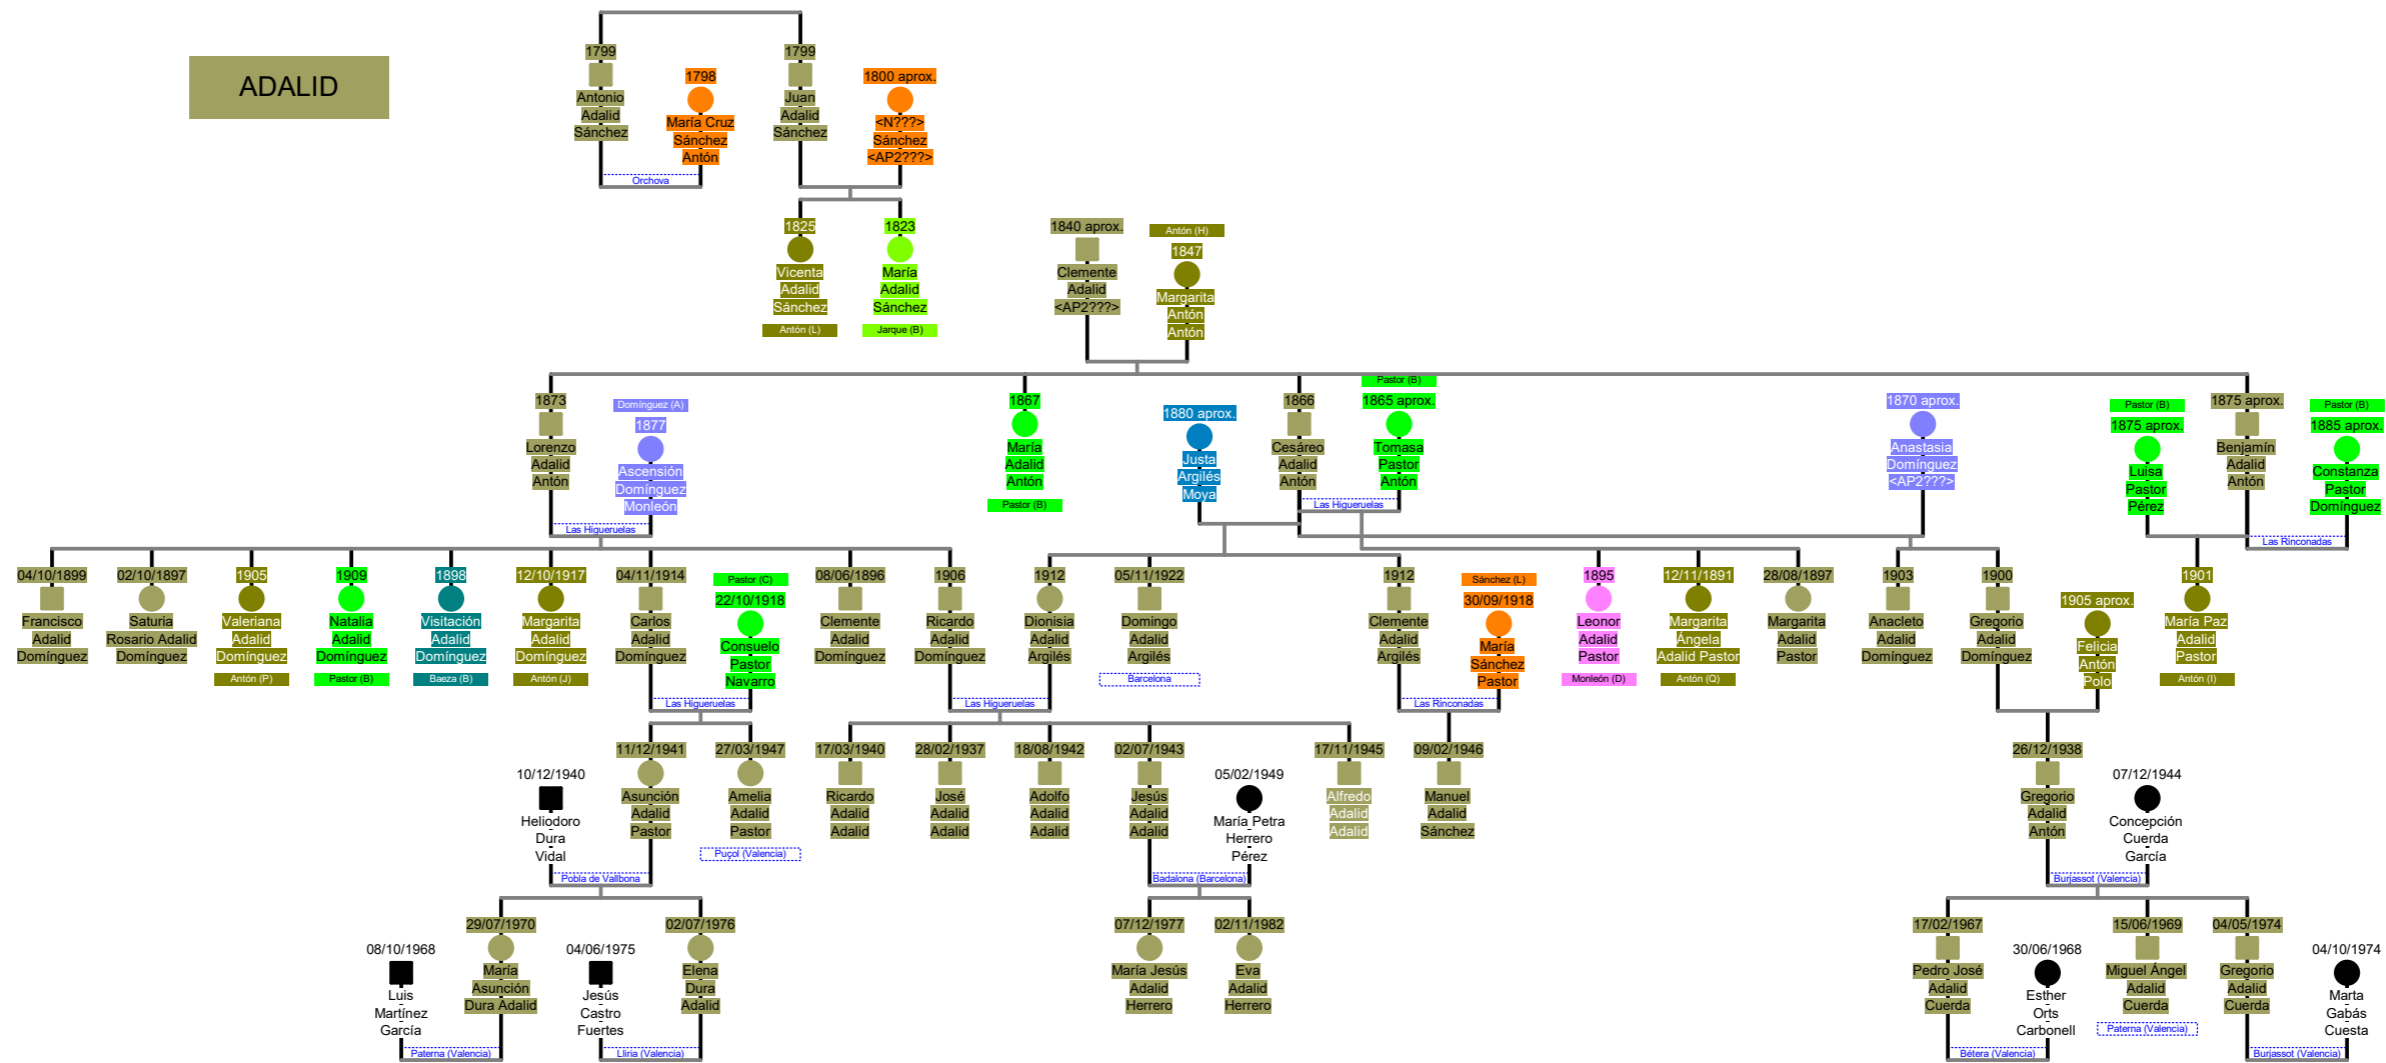 ADALID
1799
Antonio
Adalid
Sánchez
1798
María Cruz
Sánchez
Antón
Orchova
1799
Juan
Adalid
Sánchez
1800 aprox.
<N???>
Sánchez
<AP2???>
1825
Vicenta
Adalid
Sánchez
Antón (L)
1823
María
Adalid
Sánchez
Jarque (B)
1840 aprox.
Clemente
Adalid
<AP2???>
Antón (H)
1847
Margarita
Antón
Antón
1873
Lorenzo
Adalid
Antón
Domínguez (A)
1877
Ascensión
Domínguez
Monleón
Las Higueruelas
1867
María
Adalid
Antón
Pastor (B)
1880 aprox.
Justa
Argilés
Moya
1866
Cesáreo
Adalid
Antón
Pastor (B)
1865 aprox.
Tomasa
Pastor
Antón
Las Higueruelas
1870 aprox.
Anastasia
Domínguez
<AP2???>
Pastor (B)
1875 aprox.
Luisa
Pastor
Pérez
1875 aprox.
Benjamín
Adalid
Antón
Pastor (B)
1885 aprox.
Constanza
Pastor
Domínguez
Las Rinconadas
04/10/1899
Francisco
Adalid
Domínguez
02/10/1897
Saturia
Rosario Adalid
Domínguez
1905
Valeriana
Adalid
Domínguez
Antón (P)
1909
Natalia
Adalid
Domínguez
Pastor (B)
1898
Visitación
Adalid
Domínguez
Baeza (B)
12/10/1917
Margarita
Adalid
Domínguez
Antón (J)
04/11/1914
Carlos
Adalid
Domínguez
Pastor (C)
22/10/1918
Consuelo
Pastor
Navarro
Las Higueruelas
08/06/1896
Clemente
Adalid
Domínguez
1906
Ricardo
Adalid
Domínguez
1912
Dionisia
Adalid
Argilés
Las Higueruelas
05/11/1922
Domingo
Adalid
Argilés
Barcelona
1912
Clemente
Adalid
Argilés
Sánchez (L)
30/09/1918
María
Sánchez
Pastor
Las Rinconadas
1895
Leonor
Adalid
Pastor
Monleón (D)
12/11/1891
Margarita
Ángela
Adalid Pastor
Antón (Q)
28/08/1897
Margarita
Adalid
Pastor
1903
Anacleto
Adalid
Domínguez
1900
Gregorio
Adalid
Domínguez
1905 aprox.
Felicia
Antón
Polo
1901
María Paz
Adalid
Pastor
Antón (I)
10/12/1940
Heliodoro
Dura
Vidal
11/12/1941
Asunción
Adalid
Pastor
Pobla de Vallbona
27/03/1947
Amelia
Adalid
Pastor
Puçol (Valencia)
17/03/1940
Ricardo
Adalid
Adalid
28/02/1937
José
Adalid
Adalid
18/08/1942
Adolfo
Adalid
Adalid
02/07/1943
Jesús
Adalid
Adalid
05/02/1949
María Petra
Herrero
Pérez
Badalona (Barcelona)
17/11/1945
Alfredo
Adalid
Adalid
09/02/1946
Manuel
Adalid
Sánchez
26/12/1938
Gregorio
Adalid
Antón
07/12/1944
Concepción
Cuerda
García
Burjassot (Valencia)
08/10/1968
Luis
Martínez
García
29/07/1970
María
Asunción
Dura Adalid
Paterna (Valencia)
04/06/1975
Jesús
Castro
Fuertes
02/07/1976
Elena
Dura
Adalid
Lliria (Valencia)
07/12/1977
María Jesús
Adalid
Herrero
02/11/1982
Eva
Adalid
Herrero
17/02/1967
Pedro José
Adalid
Cuerda
30/06/1968
Esther
Orts
Carbonell
Bétera (Valencia)
15/06/1969
Miguel Ángel
Adalid
Cuerda
Paterna (Valencia)
04/05/1974
Gregorio
Adalid
Cuerda
04/10/1974
Marta
Gabás
Cuesta
Burjassot (Valencia)